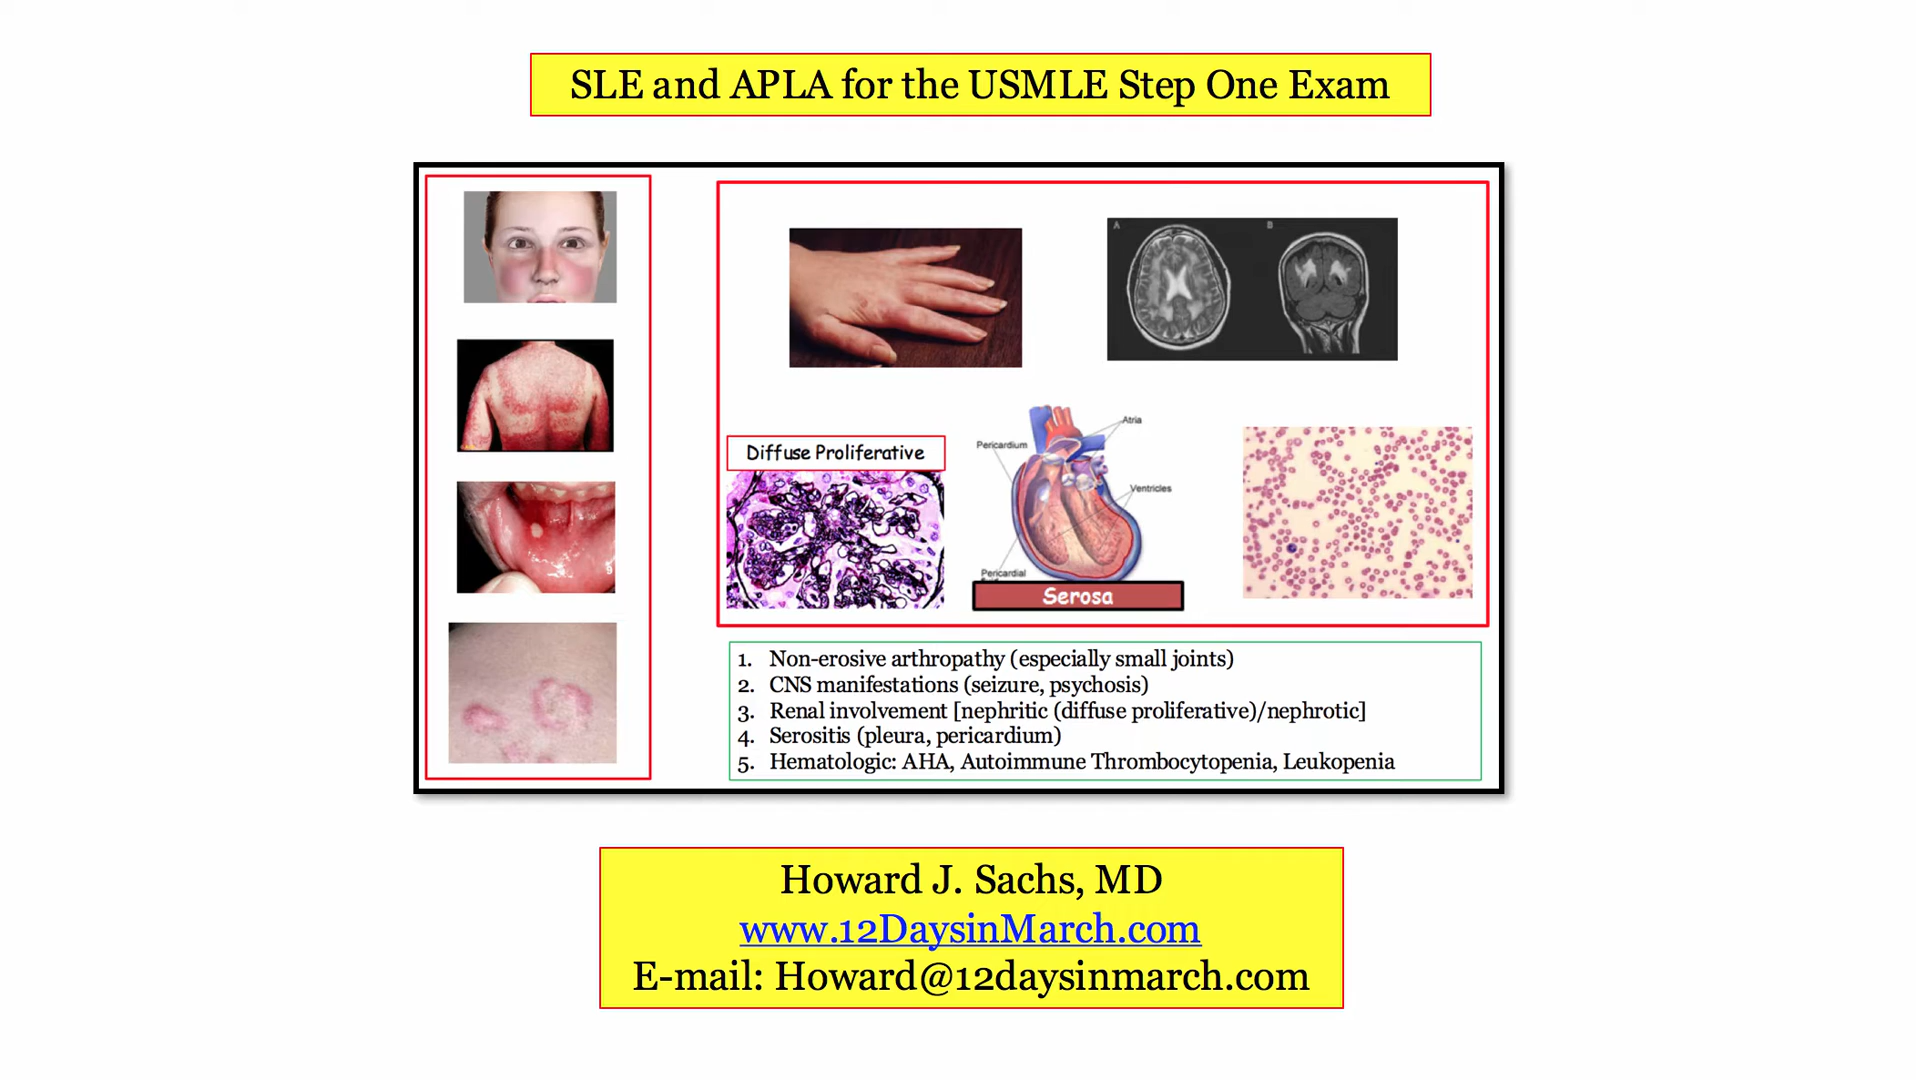 SLE and APLA for the USMLE Step One Exam
A
B
Diffuse Proliferative
Pericardium
Atria
Ventricles
Pericardial
Serosa
1. Non-erosive arthropathy (especially small joints)
2. CNS manifestations (seizure, psychosis)
3. Renal involvement [nephritic (diffuse proliferative)/nephrotic]
4. Serositis (pleura, pericardium)
5. Hematologic: AHA, Autoimmune Thrombocytopenia, Leukopenia
Howard J. Sachs, MD
www.12DaysinMarch.com
E-mail: Howard@12daysinmarch.com